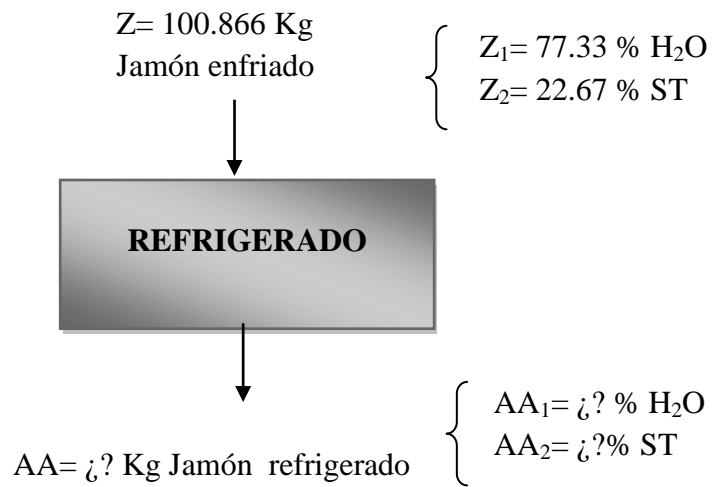 Z= 100.866 Kg
Jamón enfriado
Z₁= 77.33 % H₂O
Z₂= 22.67 % ST
REFRIGERADO
AA₁= ¿? % H₂O
AA₂= ¿?% ST
AA= ¿? Kg Jamón refrigerado